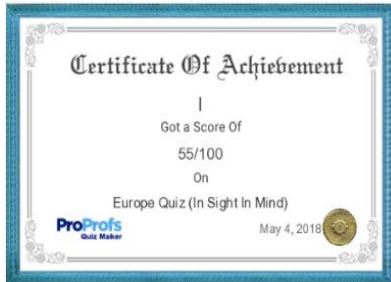 Certificate Of Achievement
I
Got a Score Of
55/100
On
Europe Quiz (In Sight In Mind)
ProProfs
Quiz Maker
May 4, 2018